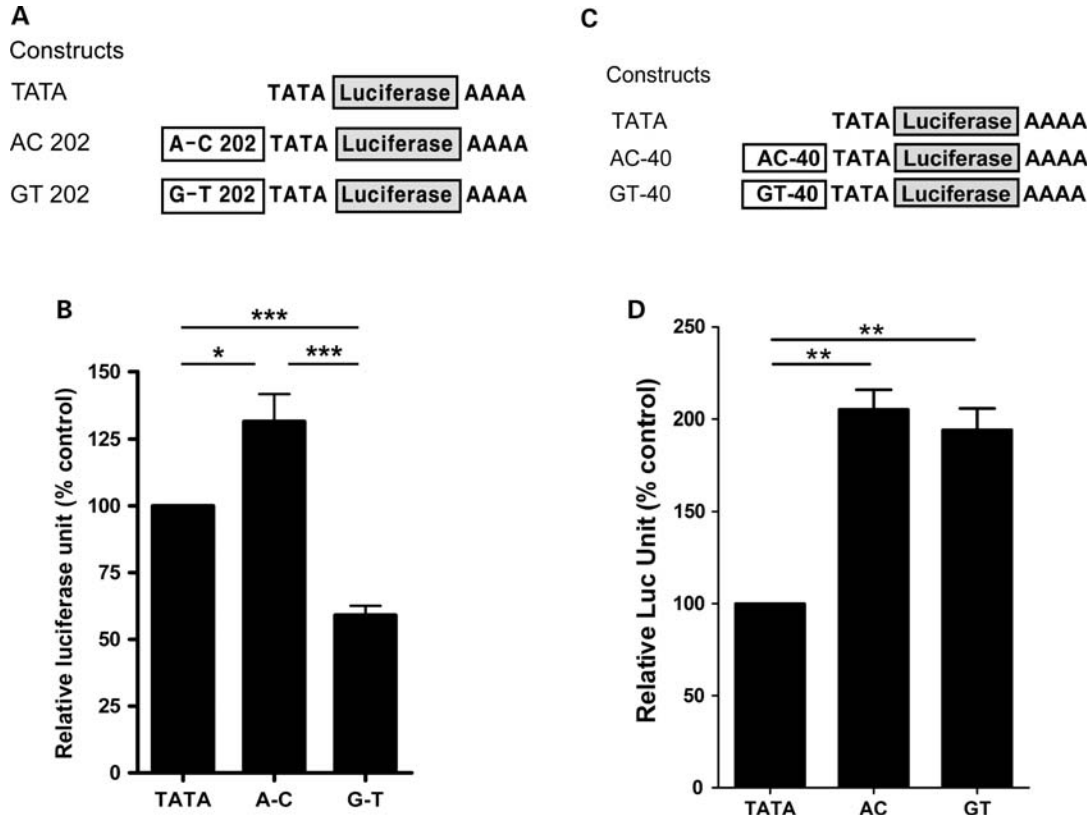 A
Constructs
TATA TATA Luciferase AAAA
AC 202 A-C 202 TATA Luciferase AAAA
GT 202 G-T 202 TATA Luciferase AAAA
B
***
* ***
Relative luciferase unit (% control)
150
125
100
75
50
25
0
TATA A-C G-T
C
Constructs
TATA TATA Luciferase AAAA
AC-40 AC-40 TATA Luciferase AAAA
GT-40 GT-40 TATA Luciferase AAAA
D
**
**
Relative Luc Unit (% control)
250
200
150
100
50
0
TATA AC GT